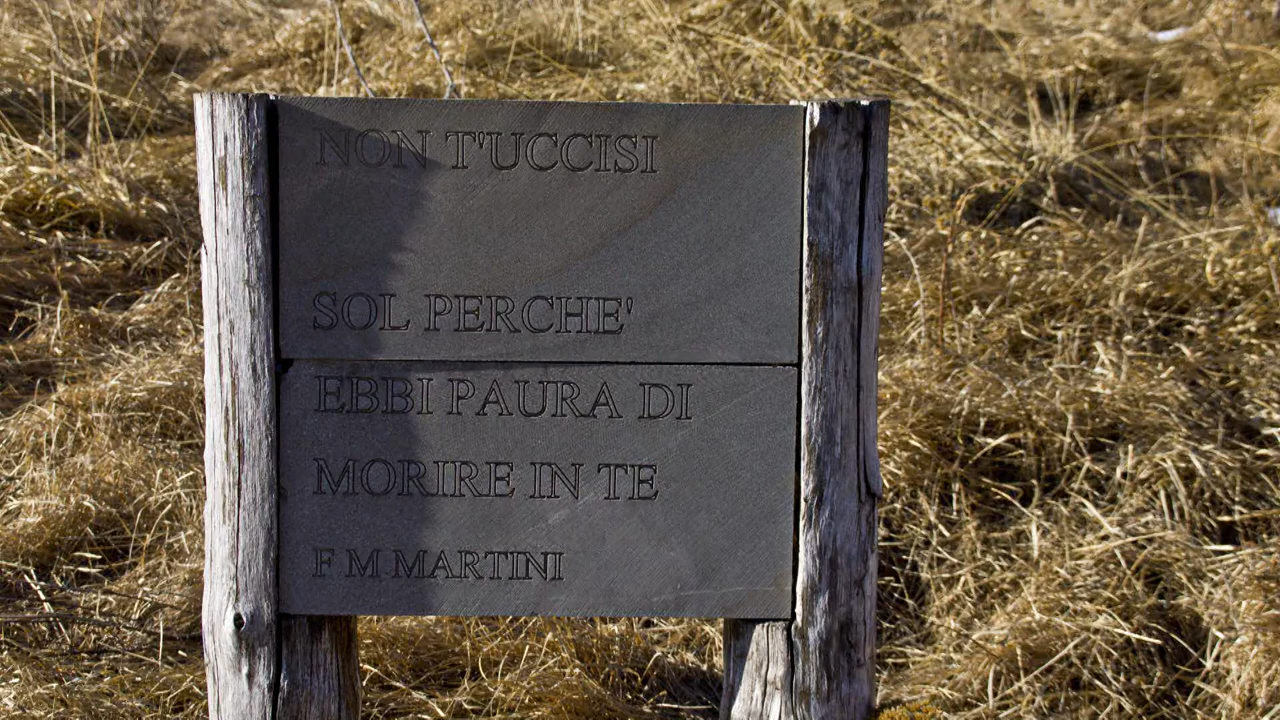 NON T'UCCISI
SOL PERCHE'
EBBI PAURA DI
MORIRE IN TE
F M MARTINI